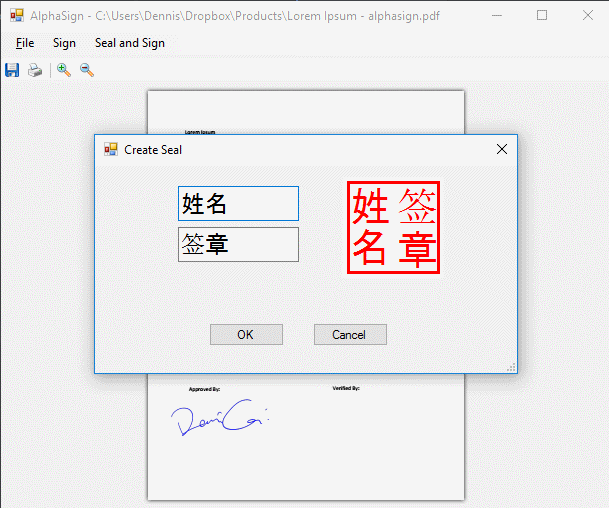 AlphaSign - C:\Users\Dennis\Dropbox\Products\Lorem Ipsum - alphasign.pdf
File Sign Seal and Sign
Lorem Ipsum
Create Seal
姓名
签章
姓 签
名 章
OK Cancel
Approved By: Verified By: